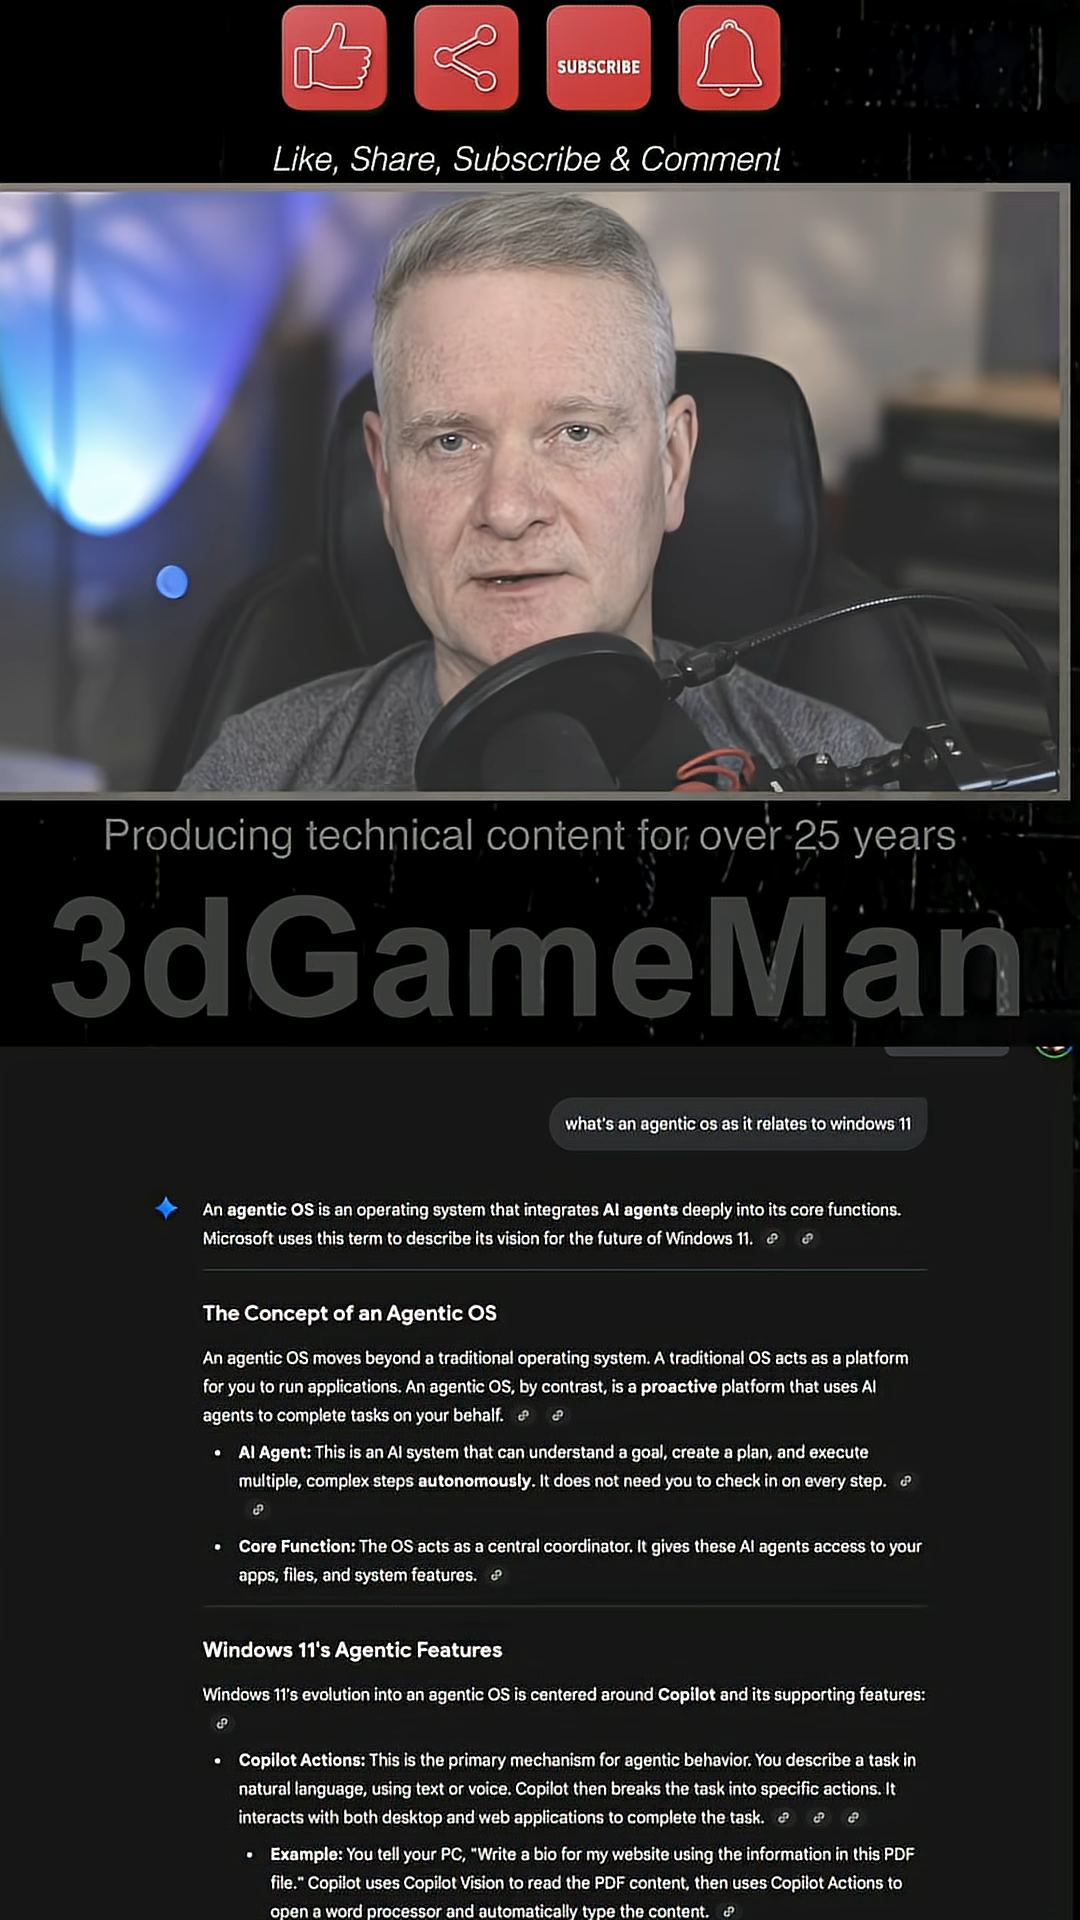 SUBSCRIBE
Like, Share, Subscribe & Comment
Producing technical content for over 25 years
3dGameMan
what's an agentic os as it relates to windows 11
An agentic OS is an operating system that integrates AI agents deeply into its core functions.
Microsoft uses this term to describe its vision for the future of Windows 11.
The Concept of an Agentic OS
An agentic OS moves beyond a traditional operating system. A traditional OS acts as a platform
for you to run applications. An agentic OS, by contrast, is a proactive platform that uses AI
agents to complete tasks on your behalf.
• AI Agent: This is an AI system that can understand a goal, create a plan, and execute
multiple, complex steps autonomously. It does not need you to check in on every step.
• Core Function: The OS acts as a central coordinator. It gives these AI agents access to your
apps, files, and system features.
Windows 11's Agentic Features
Windows 11's evolution into an agentic OS is centered around Copilot and its supporting features:
• Copilot Actions: This is the primary mechanism for agentic behavior. You describe a task in
natural language, using text or voice. Copilot then breaks the task into specific actions. It
interacts with both desktop and web applications to complete the task.
• Example: You tell your PC, "Write a bio for my website using the information in this PDF
file." Copilot uses Copilot Vision to read the PDF content, then uses Copilot Actions to
open a word processor and automatically type the content.